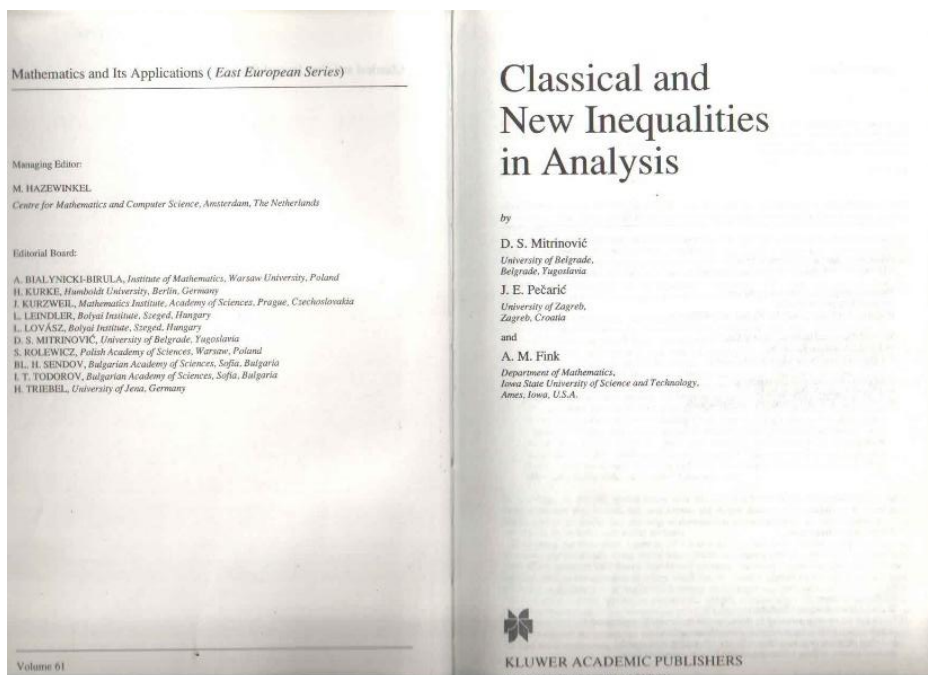 Mathematics and Its Applications ( East European Series)
Managing Editor:
M. HAZEWINKEL
Centre for Mathematics and Computer Science, Amsterdam, The Netherlands
Editorial Board:
A. BIALYNICKI-BIRULA, Institute of Mathematics, Warsaw University, Poland
H. KURKE, Humboldt University, Berlin, Germany
J. KURZWEIL, Mathematics Institute, Academy of Sciences, Prague, Czechoslovakia
L. LEINDLER, Bolyai Institute, Szeged, Hungary
L. LOVÁSZ, Bolyai Institute, Szeged, Hungary
D. S. MITRINOVIĆ, University of Belgrade, Yugoslavia
S. ROLEWICZ, Polish Academy of Sciences, Warsaw, Poland
BL. H. SENDOV, Bulgarian Academy of Sciences, Sofia, Bulgaria
I. T. TODOROV, Bulgarian Academy of Sciences, Sofia, Bulgaria
H. TRIEBEL, University of Jena, Germany
Volume 61
Classical and
New Inequalities
in Analysis
by
D. S. Mitrinović
University of Belgrade,
Belgrade, Yugoslavia
J. E. Pečarić
University of Zagreb,
Zagreb, Croatia
and
A. M. Fink
Department of Mathematics,
Iowa State University of Science and Technology,
Ames, Iowa, U.S.A.
KLUWER ACADEMIC PUBLISHERS